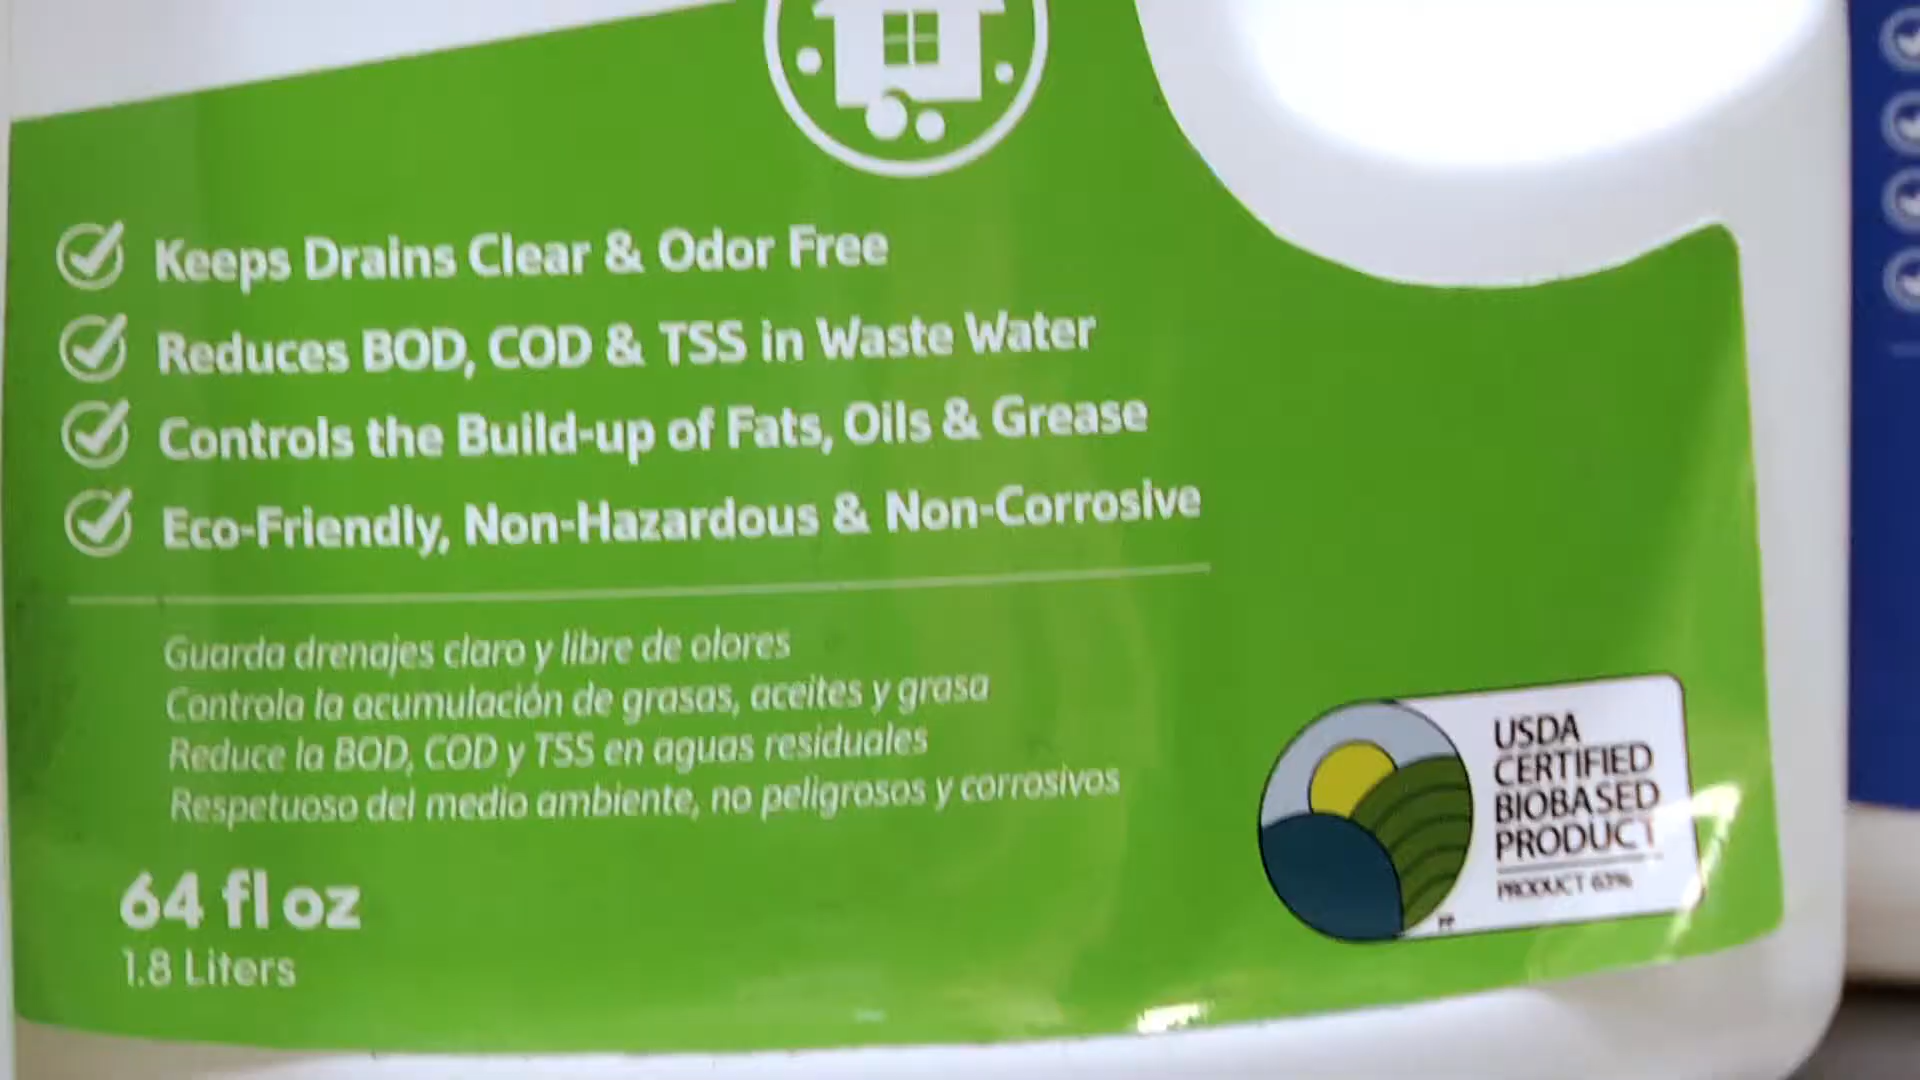 Keeps Drains Clear & Odor Free
Reduces BOD, COD & TSS in Waste Water
Controls the Build-up of Fats, Oils & Grease
Eco-Friendly, Non-Hazardous & Non-Corrosive
Guarda drenajes claro y libre de olores
Controla la acumulación de grasas, aceites y grasa
Reduce la BOD, COD y TSS en aguas residuales
Respetuoso del medio ambiente, no peligrosos y corrosivos
64 fl oz
1.8 Liters
USDA
CERTIFIED
BIOBASED
PRODUCT
PRODUCT 63%
FP